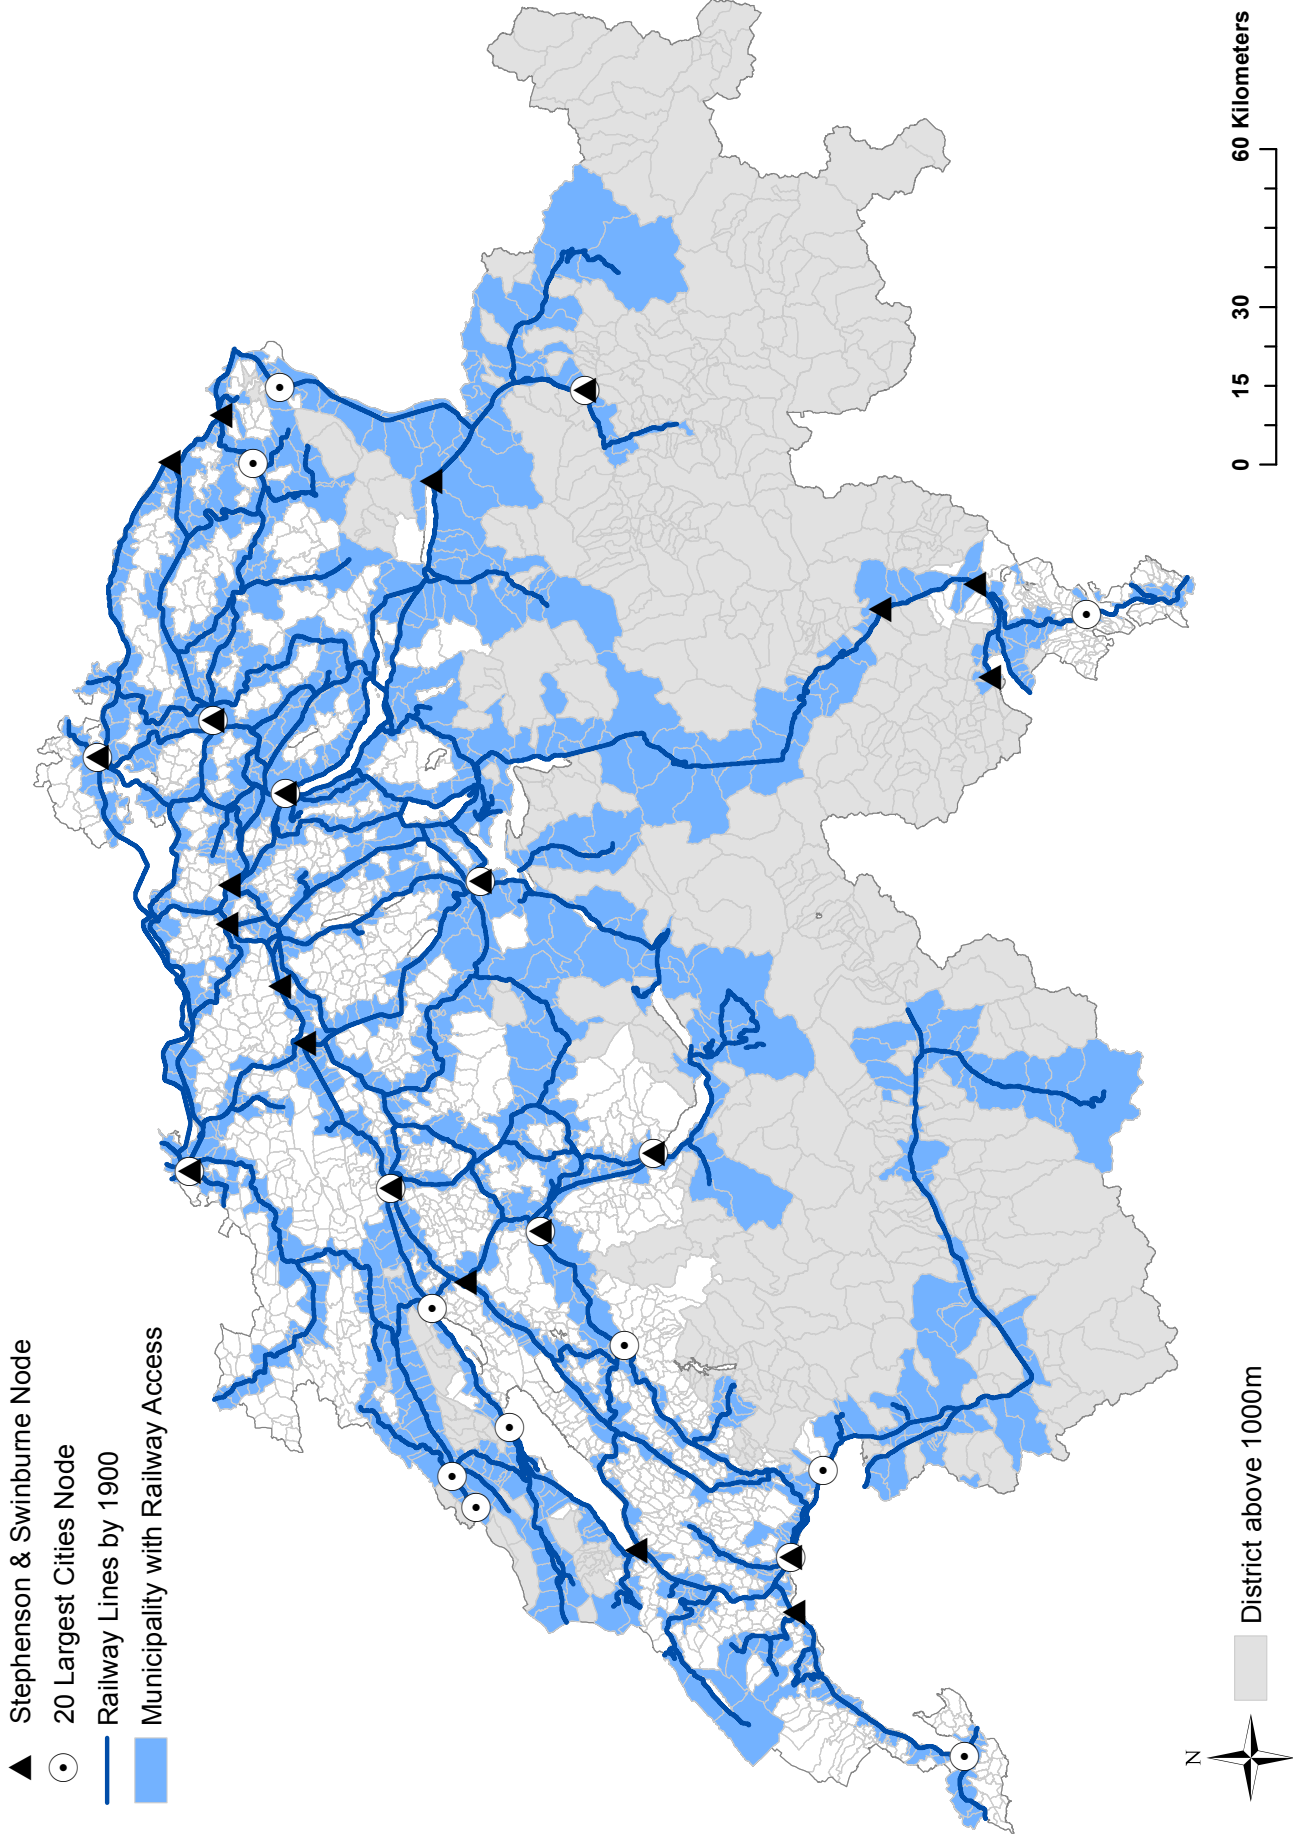 Stephenson & Swinburne Node
20 Largest Cities Node
Railway Lines by 1900
Municipality with Railway Access
N
District above 1000m
0 15 30 60 Kilometers